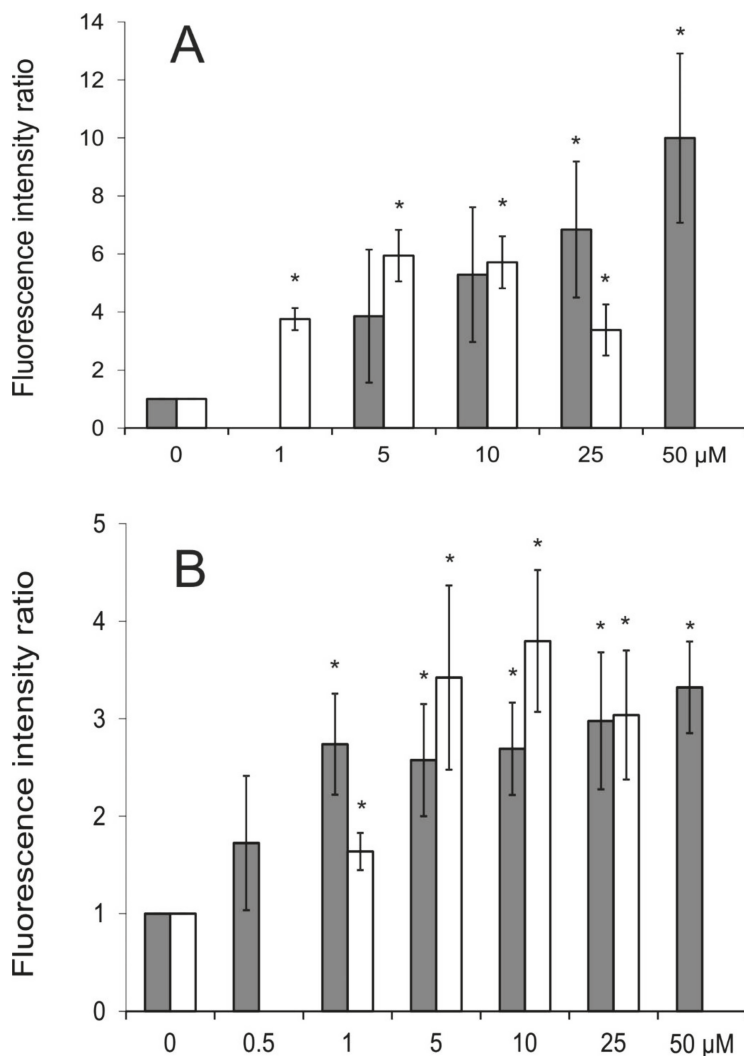 A
Fluorescence intensity ratio
14
12
10
8
6
4
2
0
* * * * * *
0 1 5 10 25 50 µM
B
Fluorescence intensity ratio
5
4
3
2
1
0
* * * * * * * * *
0 0.5 1 5 10 25 50 µM